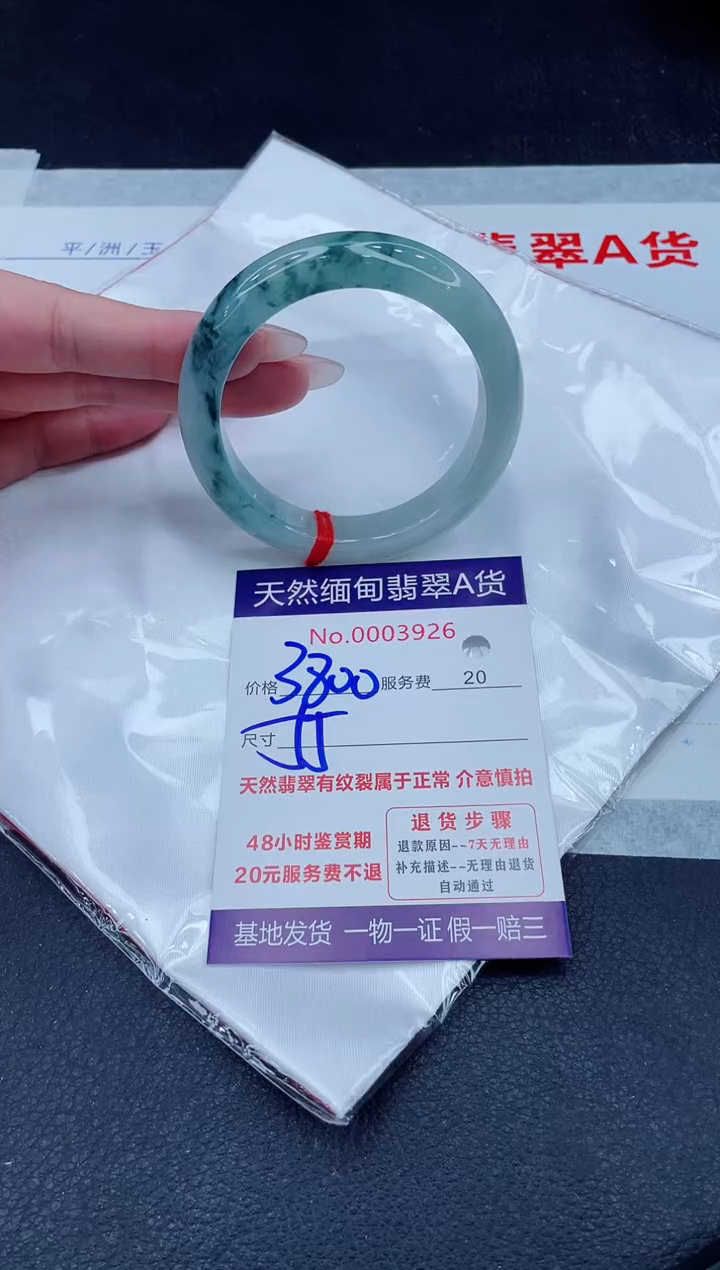 平/洲/玉
翡翠A货
天然缅甸翡翠A货
No.0003926
价格 3800 服务费 20
尺寸 55
天然翡翠有纹裂属于正常 介意慎拍
48小时鉴赏期
20元服务费不退
退货步骤
退款原因--7天无理由
补充描述--无理由退货
自动通过
基地发货 一物一证 假一赔三